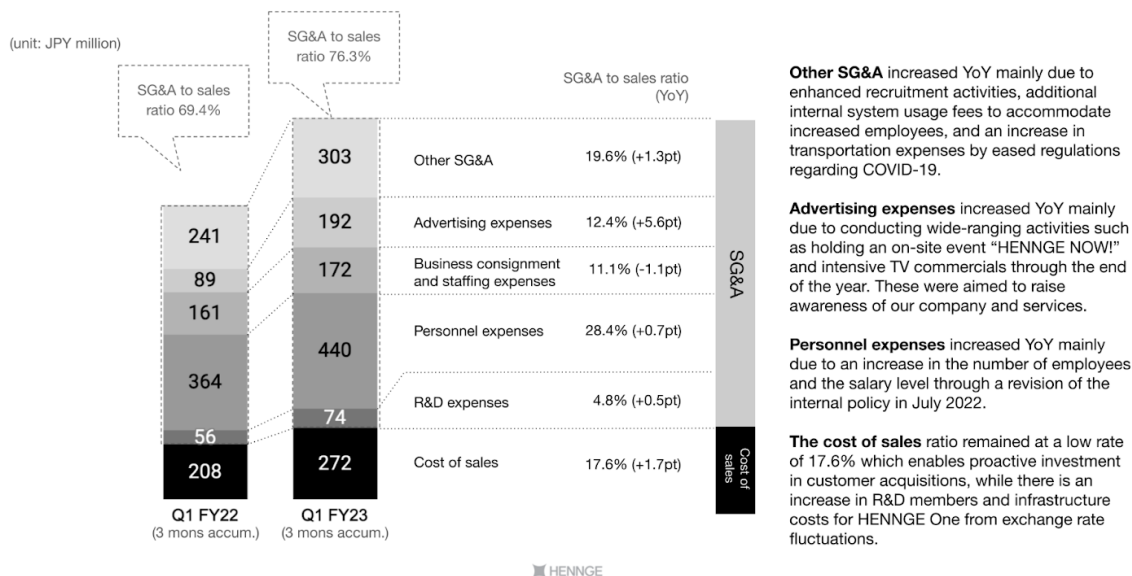 (unit: JPY million)
SG&A to sales
ratio 69.4%
SG&A to sales
ratio 76.3%
241
89
161
364
56
208
Q1 FY22
(3 mons accum.)
303
192
172
440
74
272
Q1 FY23
(3 mons accum.)
SG&A to sales ratio
(YoY)
Other SG&A
19.6% (+1.3pt)
Advertising expenses
12.4% (+5.6pt)
Business consignment
and staffing expenses
11.1% (-1.1pt)
Personnel expenses
28.4% (+0.7pt)
R&D expenses
4.8% (+0.5pt)
Cost of sales
17.6% (+1.7pt)
SG&A
Cost of
sales
Other SG&A increased YoY mainly due to
enhanced recruitment activities, additional
internal system usage fees to accommodate
increased employees, and an increase in
transportation expenses by eased regulations
regarding COVID-19.
Advertising expenses increased YoY mainly
due to conducting wide-ranging activities such
as holding an on-site event “HENNGE NOW!”
and intensive TV commercials through the end
of the year. These were aimed to raise
awareness of our company and services.
Personnel expenses increased YoY mainly
due to an increase in the number of employees
and the salary level through a revision of the
internal policy in July 2022.
The cost of sales ratio remained at a low rate
of 17.6% which enables proactive investment
in customer acquisitions, while there is an
increase in R&D members and infrastructure
costs for HENNGE One from exchange rate
fluctuations.
HENNGE